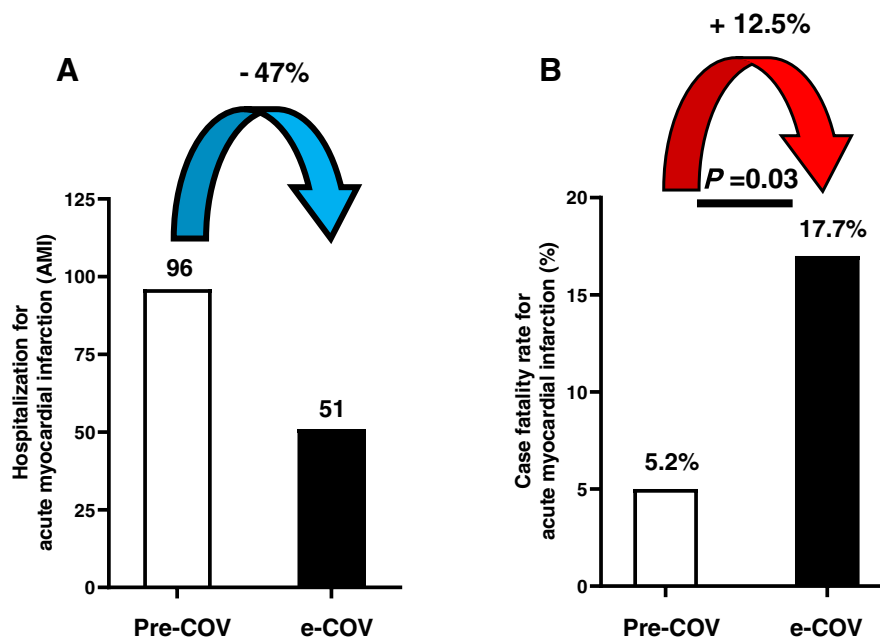 A
- 47%
Hospitalization for
acute myocardial infarction (AMI)
125
100
75
50
25
0
96
51
Pre-COV
e-COV
B
+ 12.5%
P =0.03
Case fatality rate for
acute myocardial infarction (%)
20
15
10
5
0
5.2%
17.7%
Pre-COV
e-COV